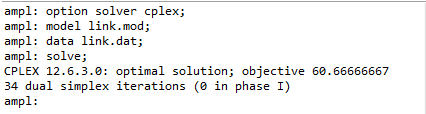 ampl: option solver cplex;
ampl: model link.mod;
ampl: data link.dat;
ampl: solve;
CPLEX 12.6.3.0: optimal solution; objective 60.66666667
34 dual simplex iterations (0 in phase I)
ampl: